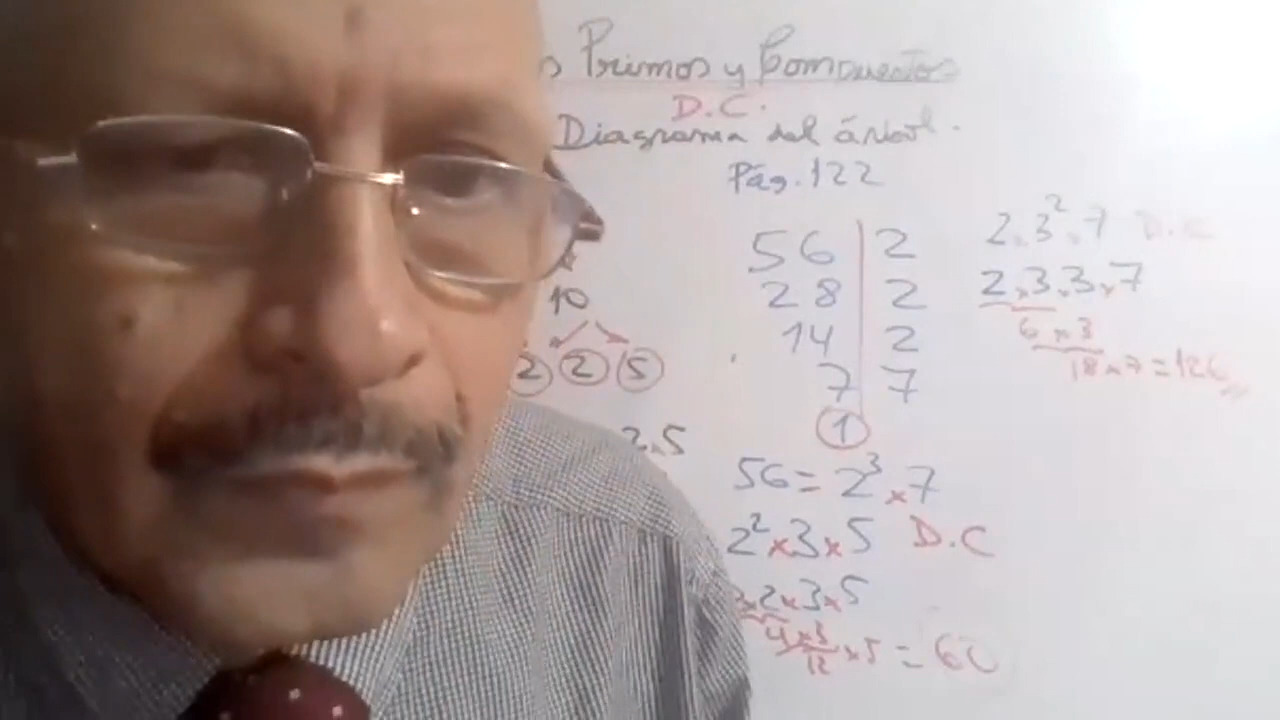 s Primos y Compuestos
D.C.
Diagrama del árbol.
Pág. 122
10
2 2 5
2.5
56 | 2
28 | 2
14 | 2
7 | 7
1
56 = 2³ x 7
2² x 3 x 5 D.C
x 2 x 3 x 5
4 x 3
12 x 5 = 60
2.3².7 D.C
2 x 3.3 x 7
6 x 3
18 x 7 = 126